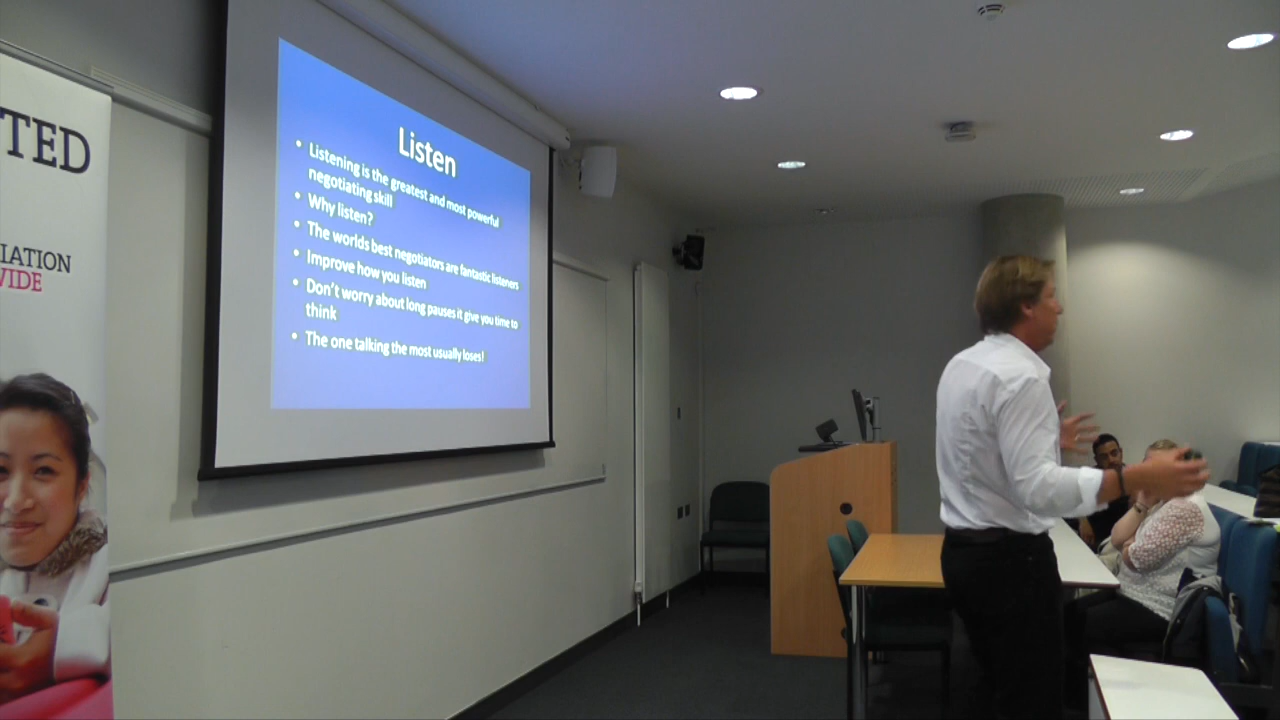 TED
IATION
WIDE
Listen
• Listening is the greatest and most powerful
negotiating skill
• Why listen?
• The worlds best negotiators are fantastic listeners
• Improve how you listen
• Don't worry about long pauses it give you time to
think
• The one talking the most usually loses!